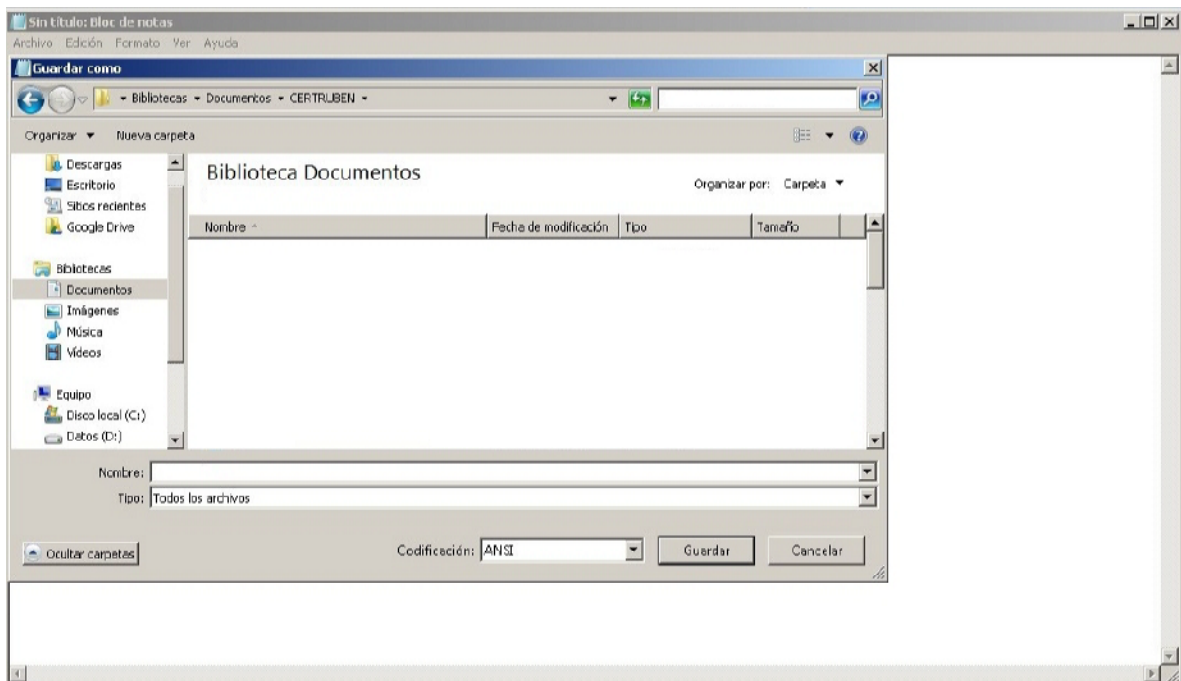 Sin título: Bloc de notas
Archivo Edición Formato Ver Ayuda
Guardar como
Bibliotecas Documentos CERTRUBEN
Organizar Nueva carpeta
Descargas
Escritorio
Sitios recientes
Google Drive
Bibliotecas
Documentos
Imágenes
Música
Vídeos
Equipo
Disco local (C:)
Datos (D:)
Biblioteca Documentos
Organizar por: Carpeta
Nombre Fecha de modificación Tipo Tamaño
Nombre:
Tipo: Todos los archivos
Ocultar carpetas
Codificación: ANSI
Guardar Cancelar